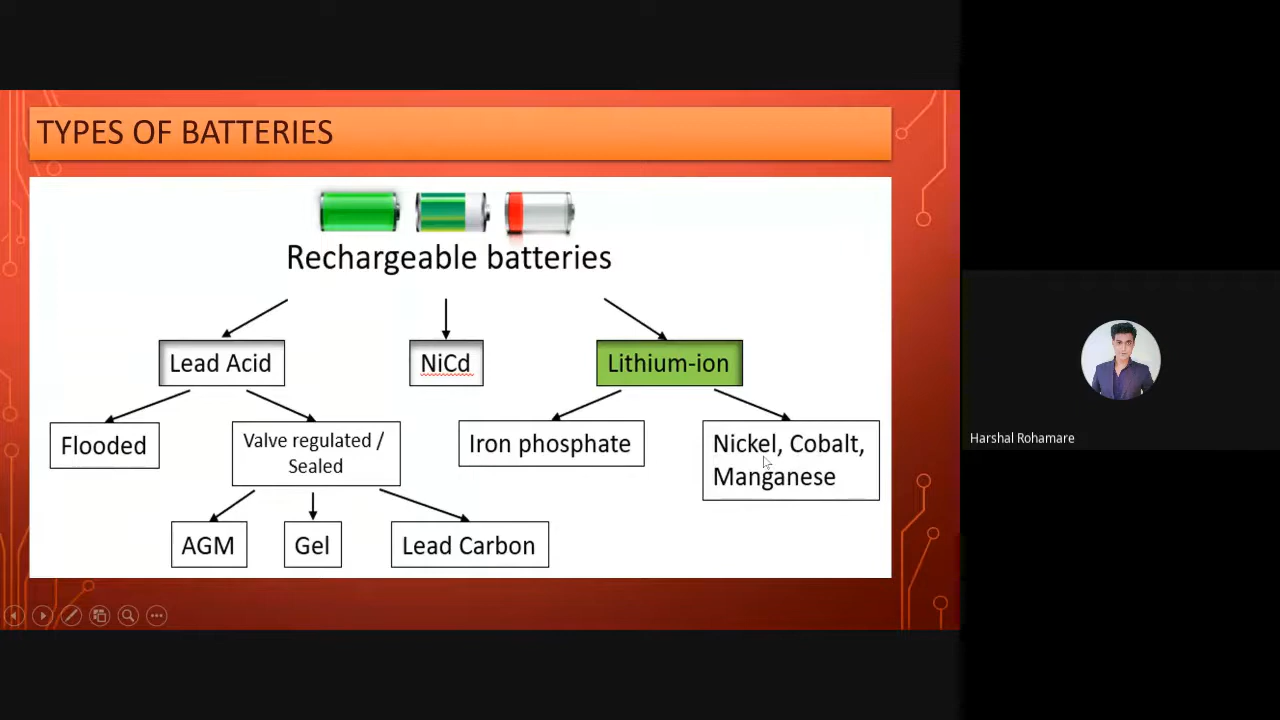 TYPES OF BATTERIES
Rechargeable batteries
Lead Acid
NiCd
Lithium-ion
Flooded
Valve regulated /
Sealed
Iron phosphate
Nickel, Cobalt,
Manganese
AGM
Gel
Lead Carbon
Harshal Rohamare